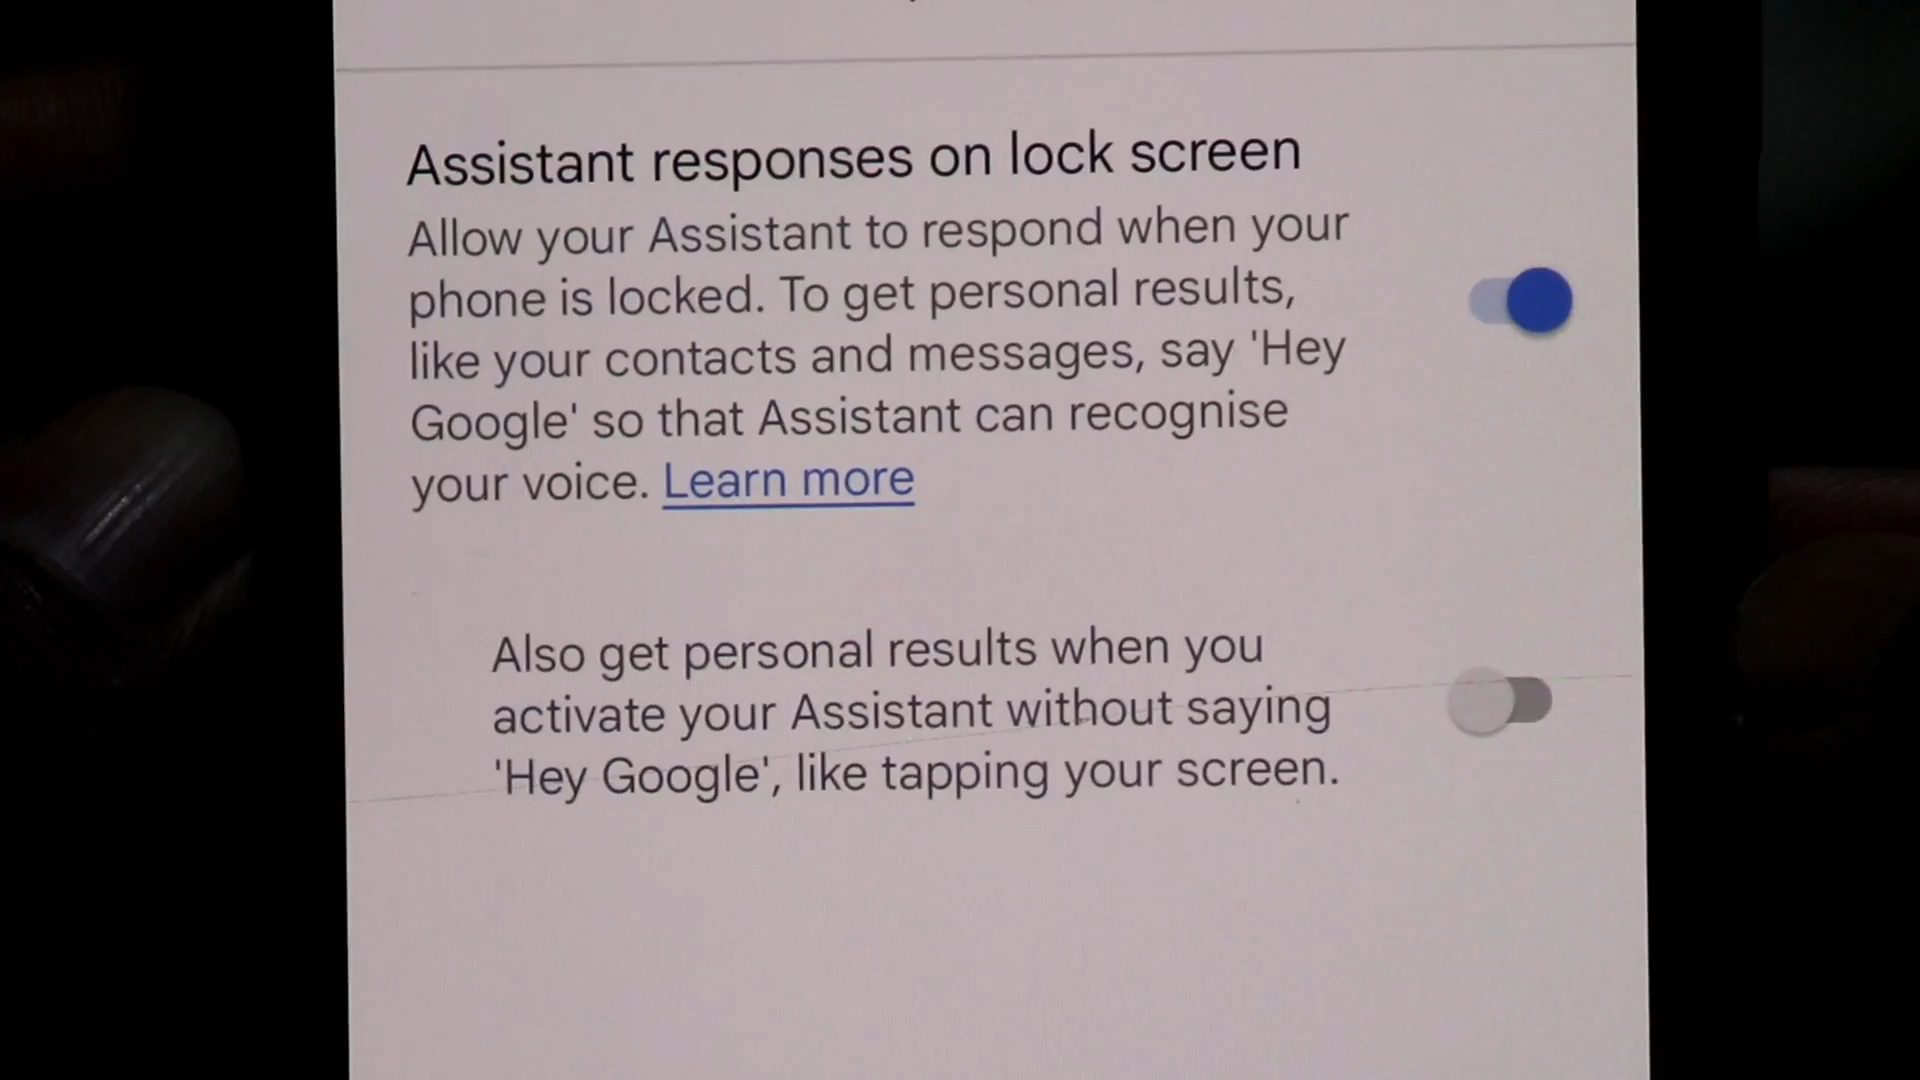 Assistant responses on lock screen
Allow your Assistant to respond when your
phone is locked. To get personal results,
like your contacts and messages, say 'Hey
Google' so that Assistant can recognise
your voice. Learn more
Also get personal results when you
activate your Assistant without saying
'Hey Google', like tapping your screen.